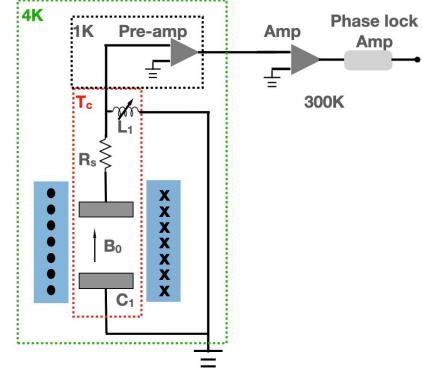 4K
1K Pre-amp
Amp
Phase lock
Amp
300K
Tc
L1
Rs
B0
C1
X
X
X
X
X
X
X